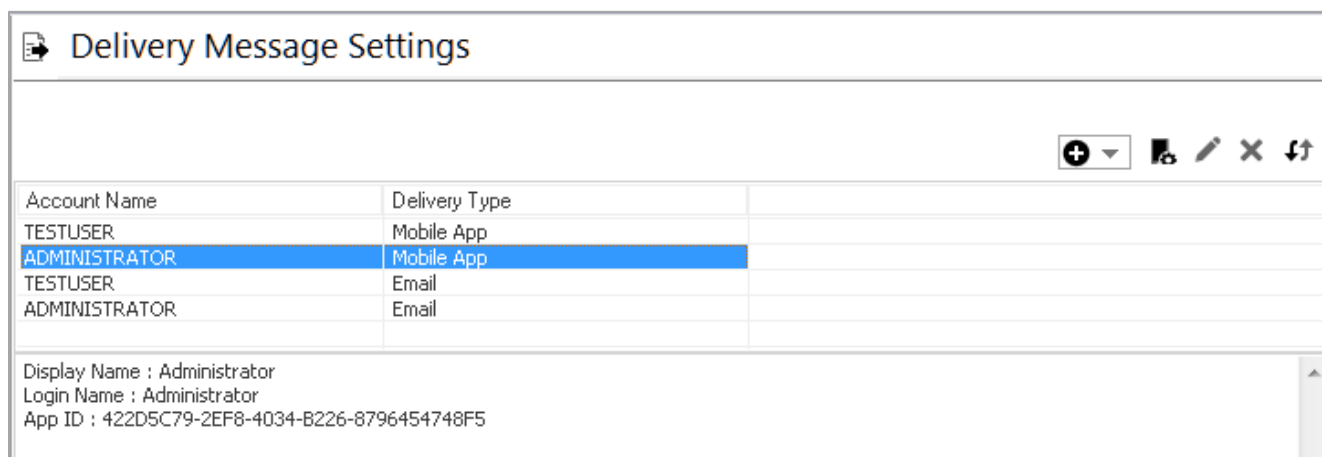 Delivery Message Settings
Account Name Delivery Type
TESTUSER Mobile App
ADMINISTRATOR Mobile App
TESTUSER Email
ADMINISTRATOR Email
Display Name : Administrator
Login Name : Administrator
App ID : 422D5C79-2EF8-4034-B226-8796454748F5